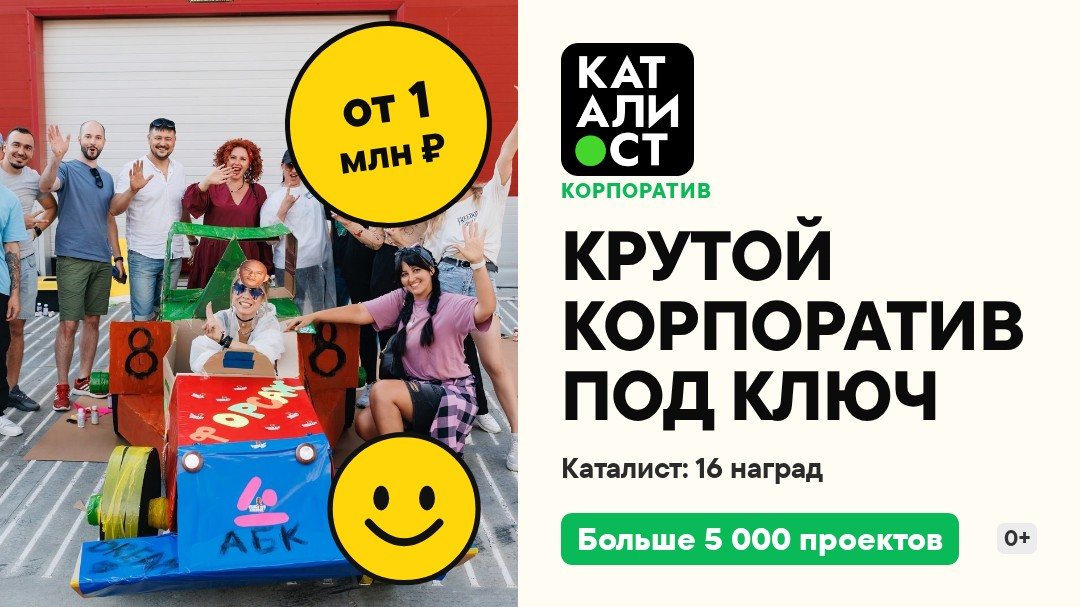 от 1
млн ₽
КАТ
АЛИ
СТ
КОРПОРАТИВ
КРУТОЙ
КОРПОРАТИВ
ПОД КЛЮЧ
Каталист: 16 наград
Больше 5 000 проектов
0+
8
8
АБК